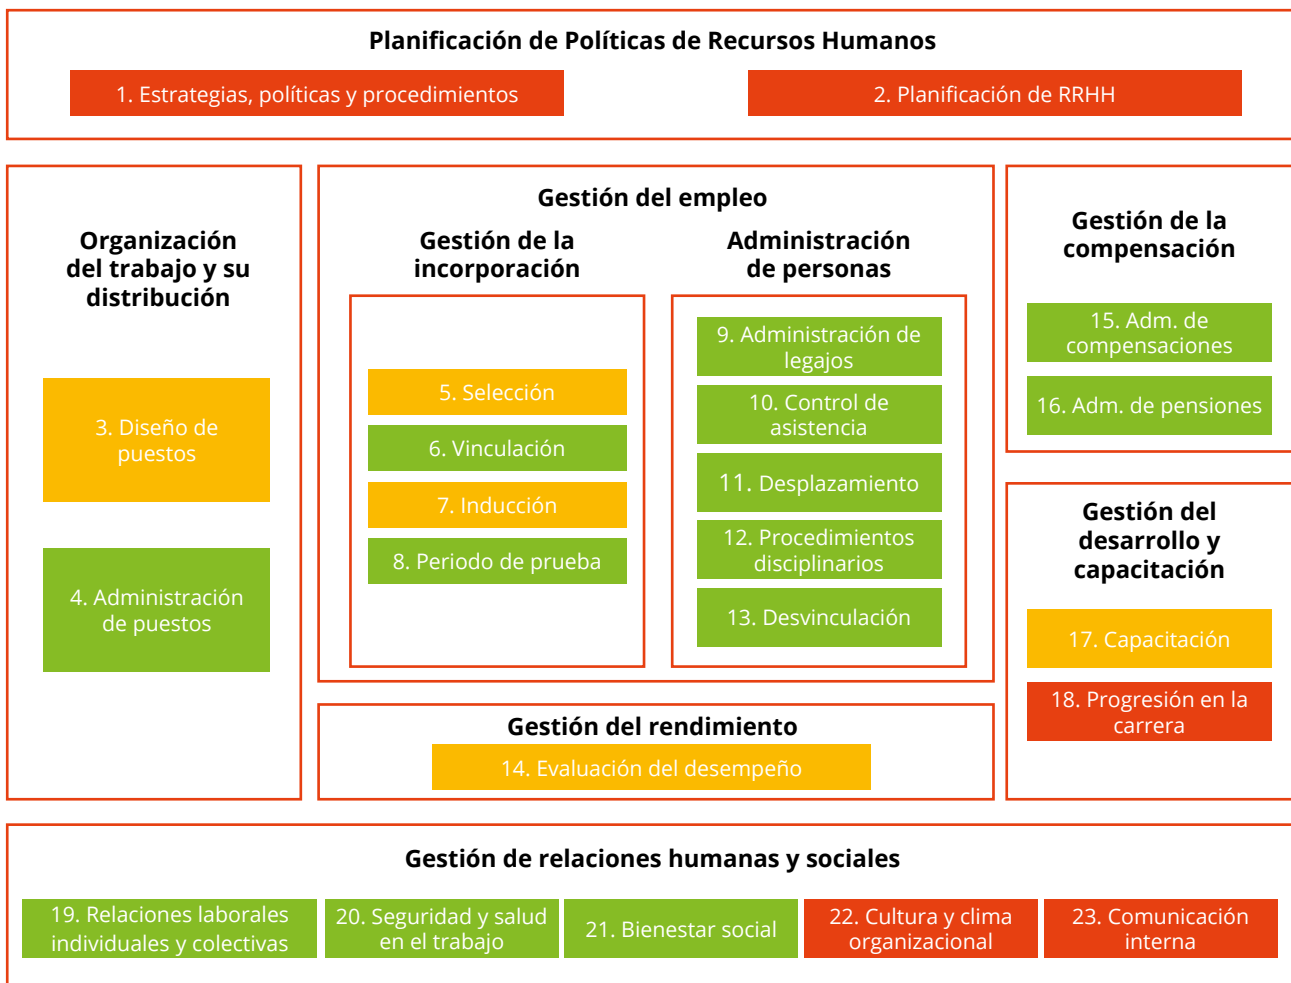 Planificación de Políticas de Recursos Humanos
1. Estrategias, políticas y procedimientos
2. Planificación de RRHH
Organización
del trabajo y su
distribución
3. Diseño de
puestos
4. Administración
de puestos
Gestión del empleo
Gestión de la
incorporación
5. Selección
6. Vinculación
7. Inducción
8. Periodo de prueba
Administración
de personas
9. Administración de
legajos
10. Control de
asistencia
11. Desplazamiento
12. Procedimientos
disciplinarios
13. Desvinculación
Gestión del rendimiento
14. Evaluación del desempeño
Gestión de la
compensación
15. Adm. de
compensaciones
16. Adm. de pensiones
Gestión del
desarrollo y
capacitación
17. Capacitación
18. Progresión en la
carrera
Gestión de relaciones humanas y sociales
19. Relaciones laborales
individuales y colectivas
20. Seguridad y salud
en el trabajo
21. Bienestar social
22. Cultura y clima
organizacional
23. Comunicación
interna